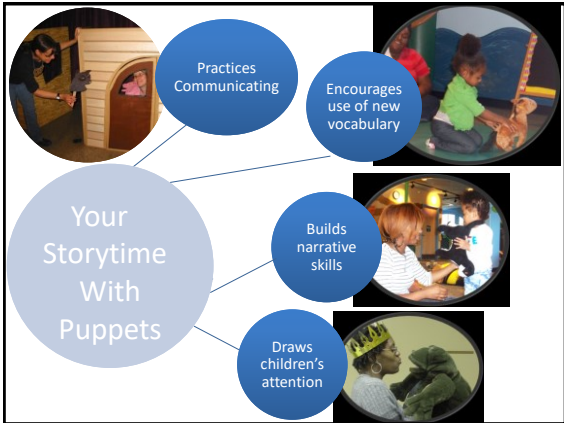 Practices
Communicating
Encourages
use of new
vocabulary
Your
Storytime
With
Puppets
Builds
narrative
skills
Draws
children’s
attention